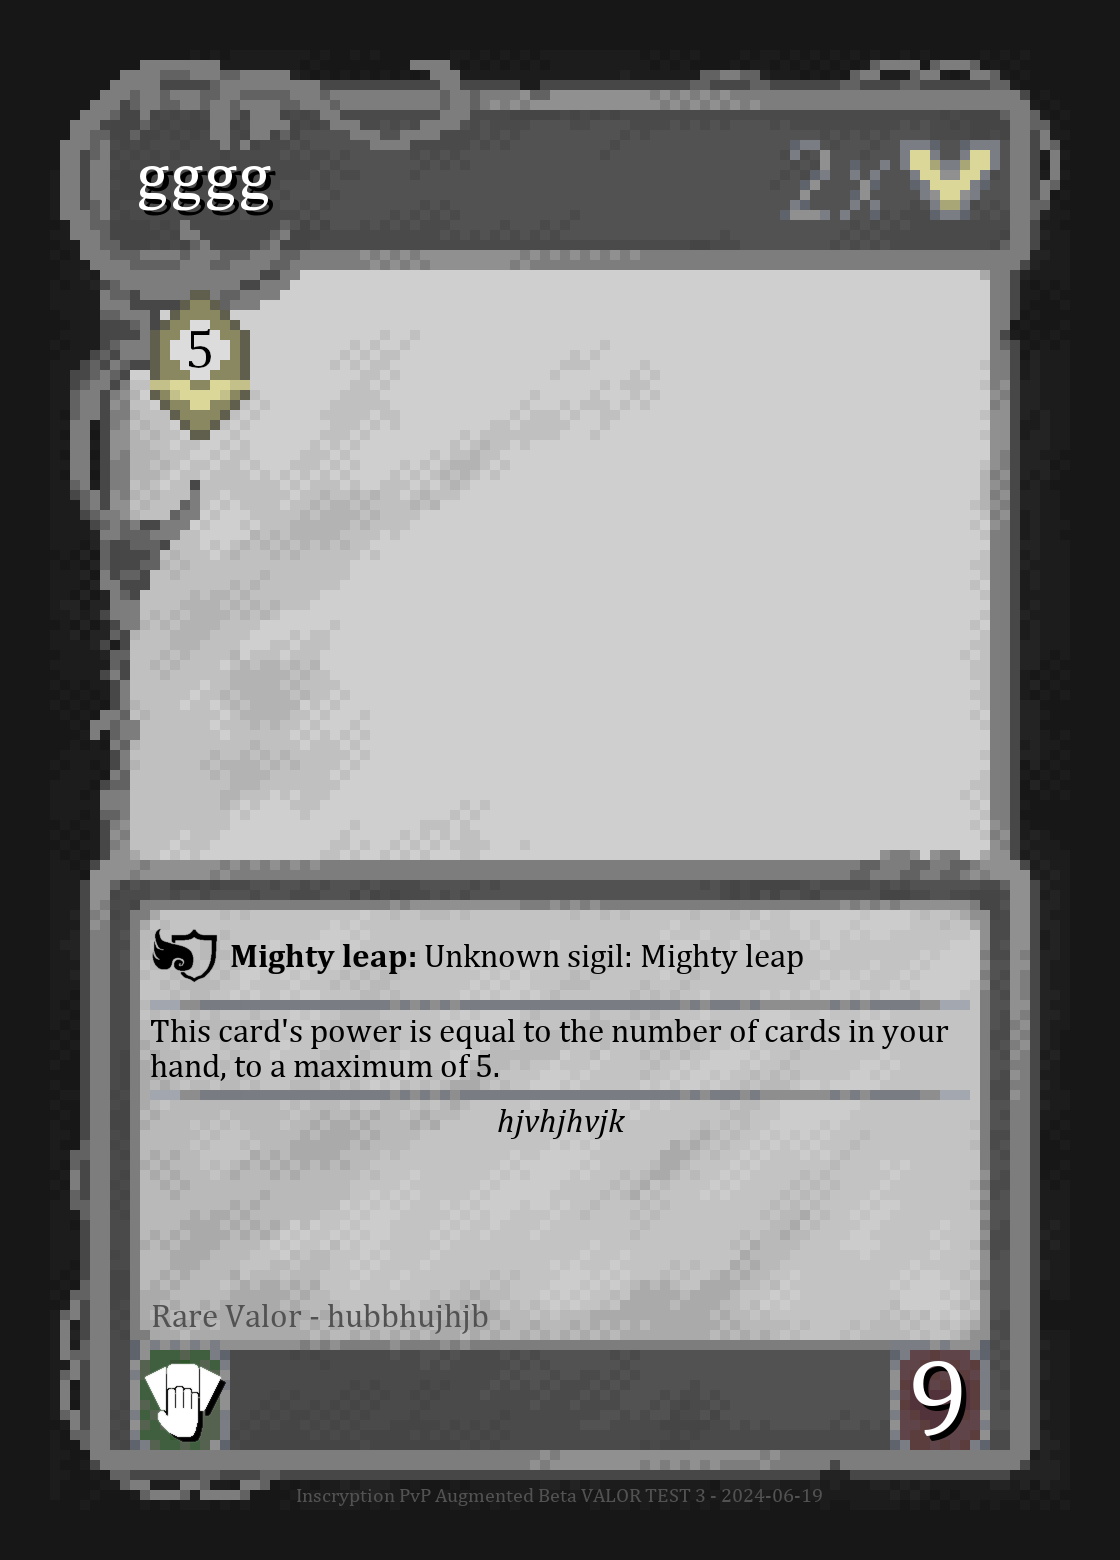 gggg 2x
5
Mighty leap: Unknown sigil: Mighty leap
This card's power is equal to the number of cards in your
hand, to a maximum of 5.
hjvhjhvjk
Rare Valor - hubbhujhjb
9
Inscryption PvP Augmented Beta VALOR TEST 3 - 2024-06-19